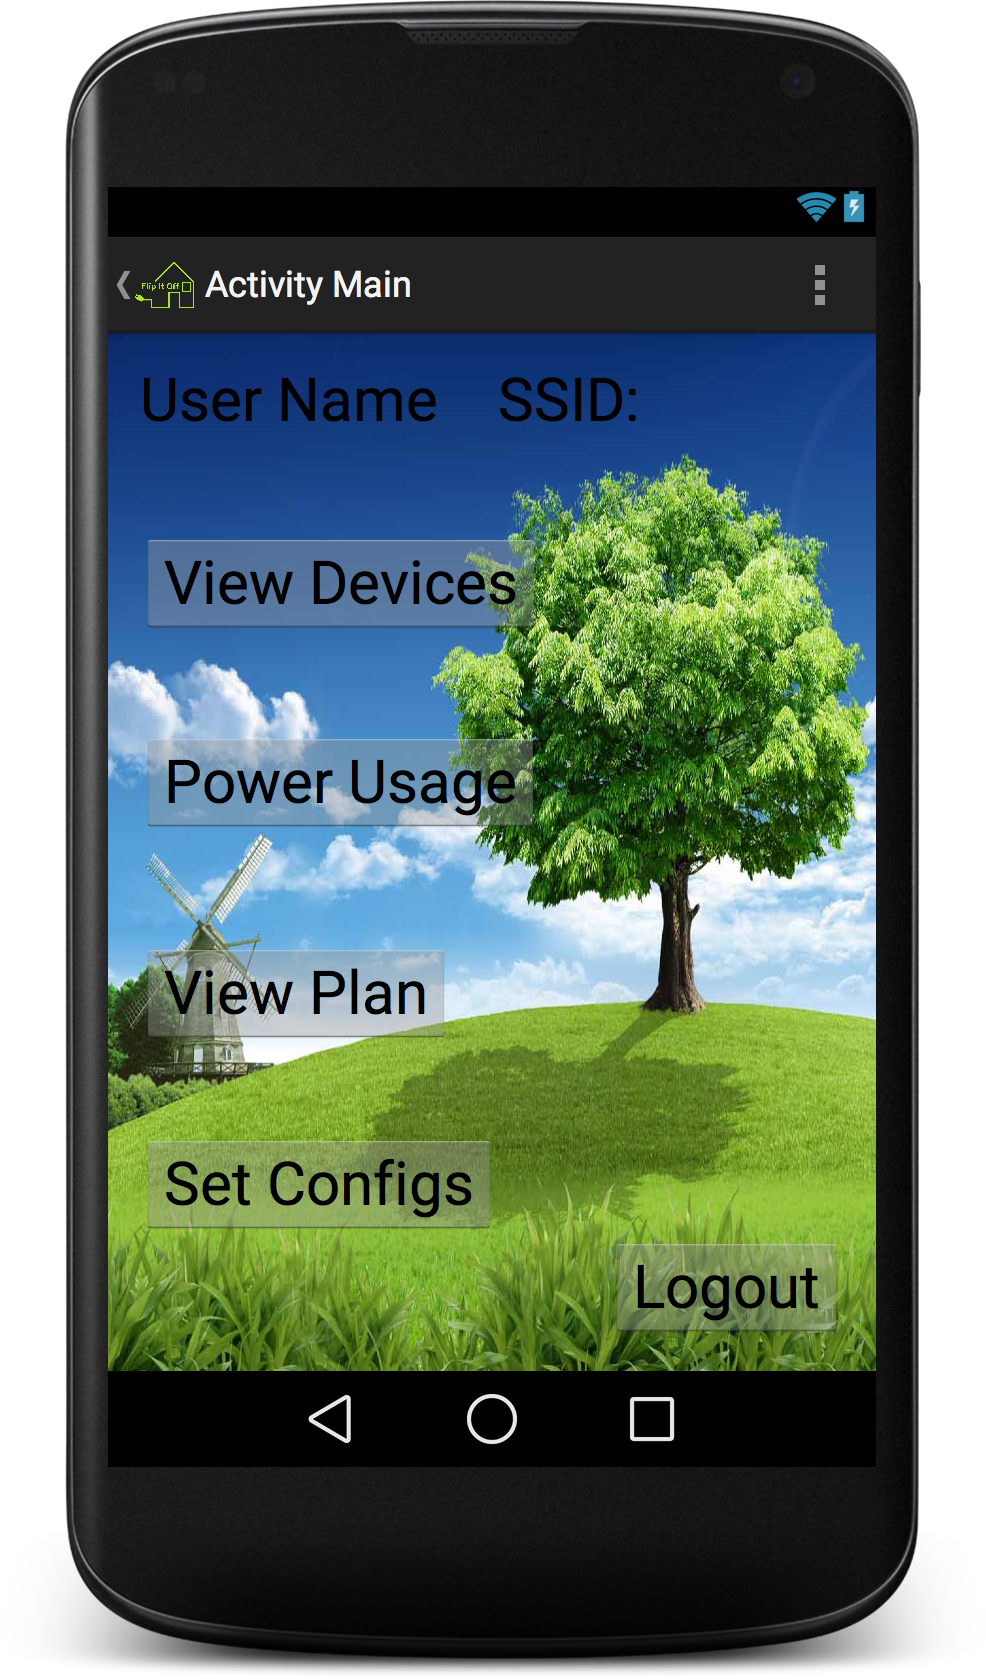 Flip It Off
Activity Main
User Name SSID:
View Devices
Power Usage
View Plan
Set Configs
Logout